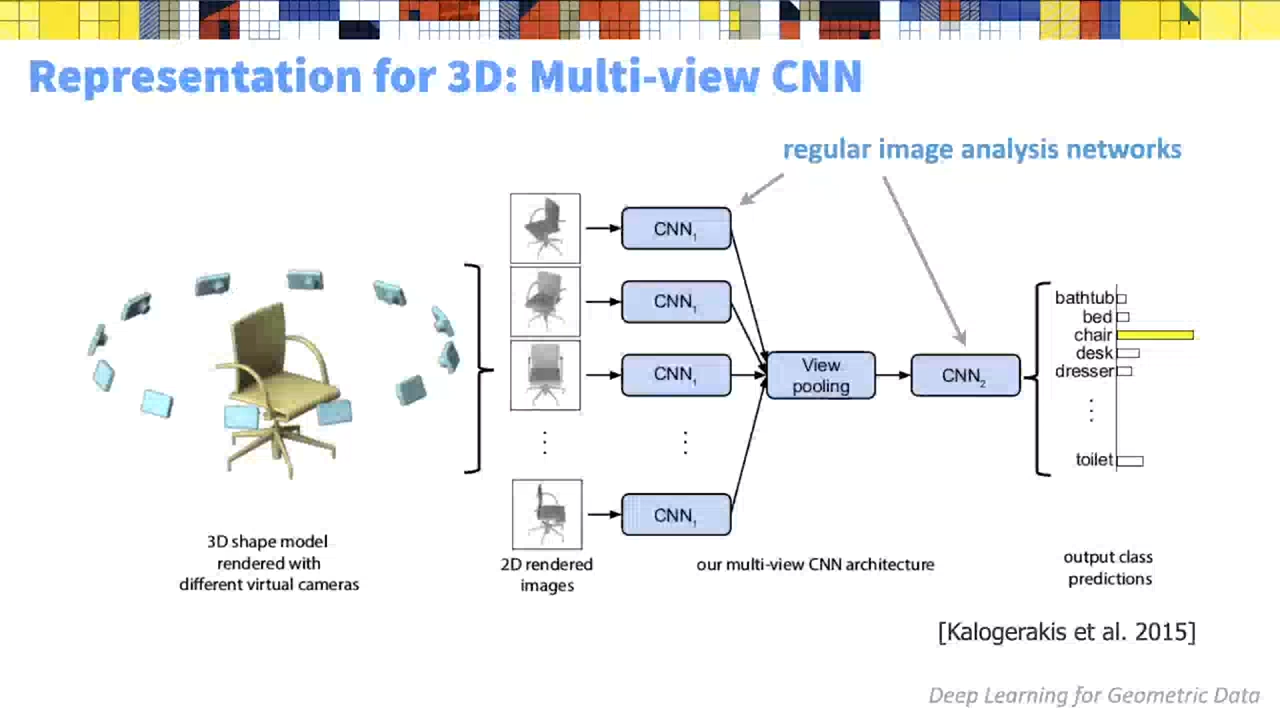 Representation for 3D: Multi-view CNN
regular image analysis networks
CNN₁
CNN₁
CNN₁
⋮
⋮
CNN₁
View
pooling
CNN₂
bathtub
bed
chair
desk
dresser
⋮
toilet
3D shape model
rendered with
different virtual cameras
2D rendered
images
our multi-view CNN architecture
output class
predictions
[Kalogerakis et al. 2015]
Deep Learning for Geometric Data